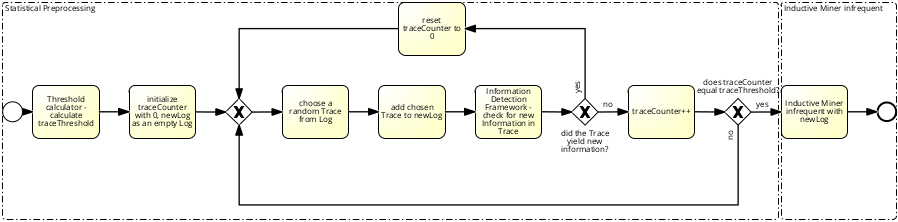 Statistical Preprocessing
Inductive Miner infrequent
reset
traceCounter to
0
Threshold
calculator -
calculate
traceThreshold
initialize
traceCounter
with 0, newLog
as an empty Log
choose a
random Trace
from Log
add chosen
Trace to newLog
Information
Detection
Framework -
check for new
Information in
Trace
yes
no
did the Trace
yield new
information?
traceCounter++
does traceCounter
equal traceThreshold?
yes
no
Inductive Miner
infrequent with
newLog